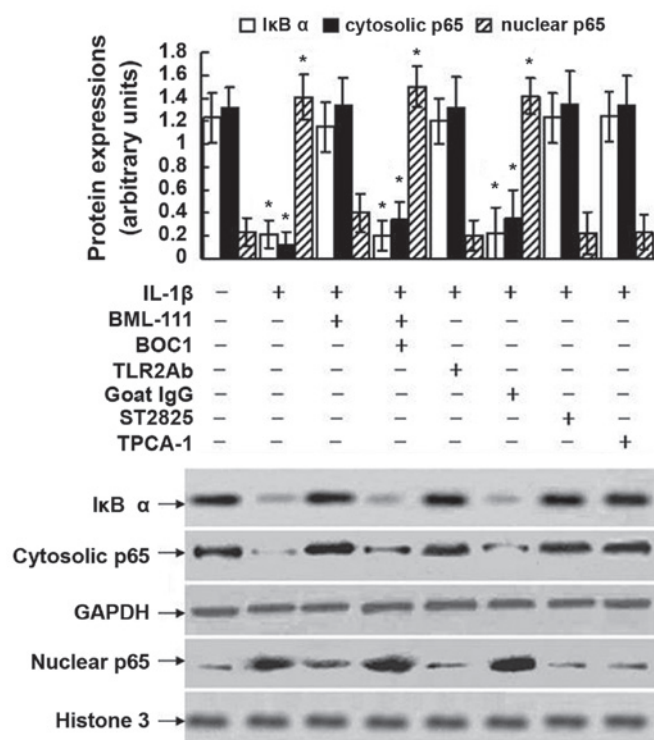 IκB α cytosolic p65 nuclear p65
Protein expressions
(arbitrary units)
2
1.8
1.6
1.4
1.2
1
0.8
0.6
0.4
0.2
0
* * * * * * * * *
IL-1β − + + + + + + +
BML-111 − − + + − − − −
BOC1 − − − + − − − −
TLR2Ab − − − − + − − −
Goat IgG − − − − − + − −
ST2825 − − − − − − + −
TPCA-1 − − − − − − − +
IκB α
Cytosolic p65
GAPDH
Nuclear p65
Histone 3